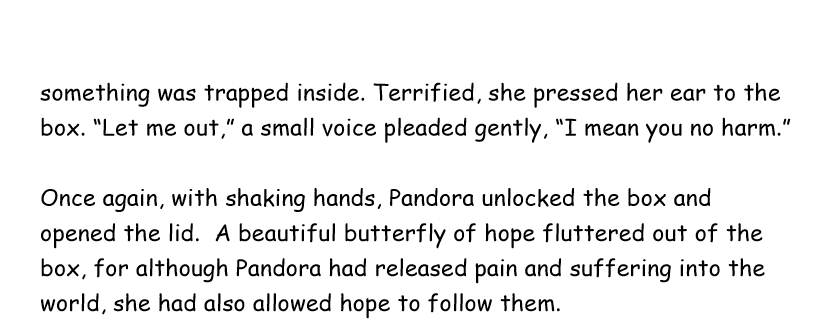 something was trapped inside. Terrified, she pressed her ear to the
box. “Let me out,” a small voice pleaded gently, “I mean you no harm.”
Once again, with shaking hands, Pandora unlocked the box and
opened the lid.  A beautiful butterfly of hope fluttered out of the
box, for although Pandora had released pain and suffering into the
world, she had also allowed hope to follow them.